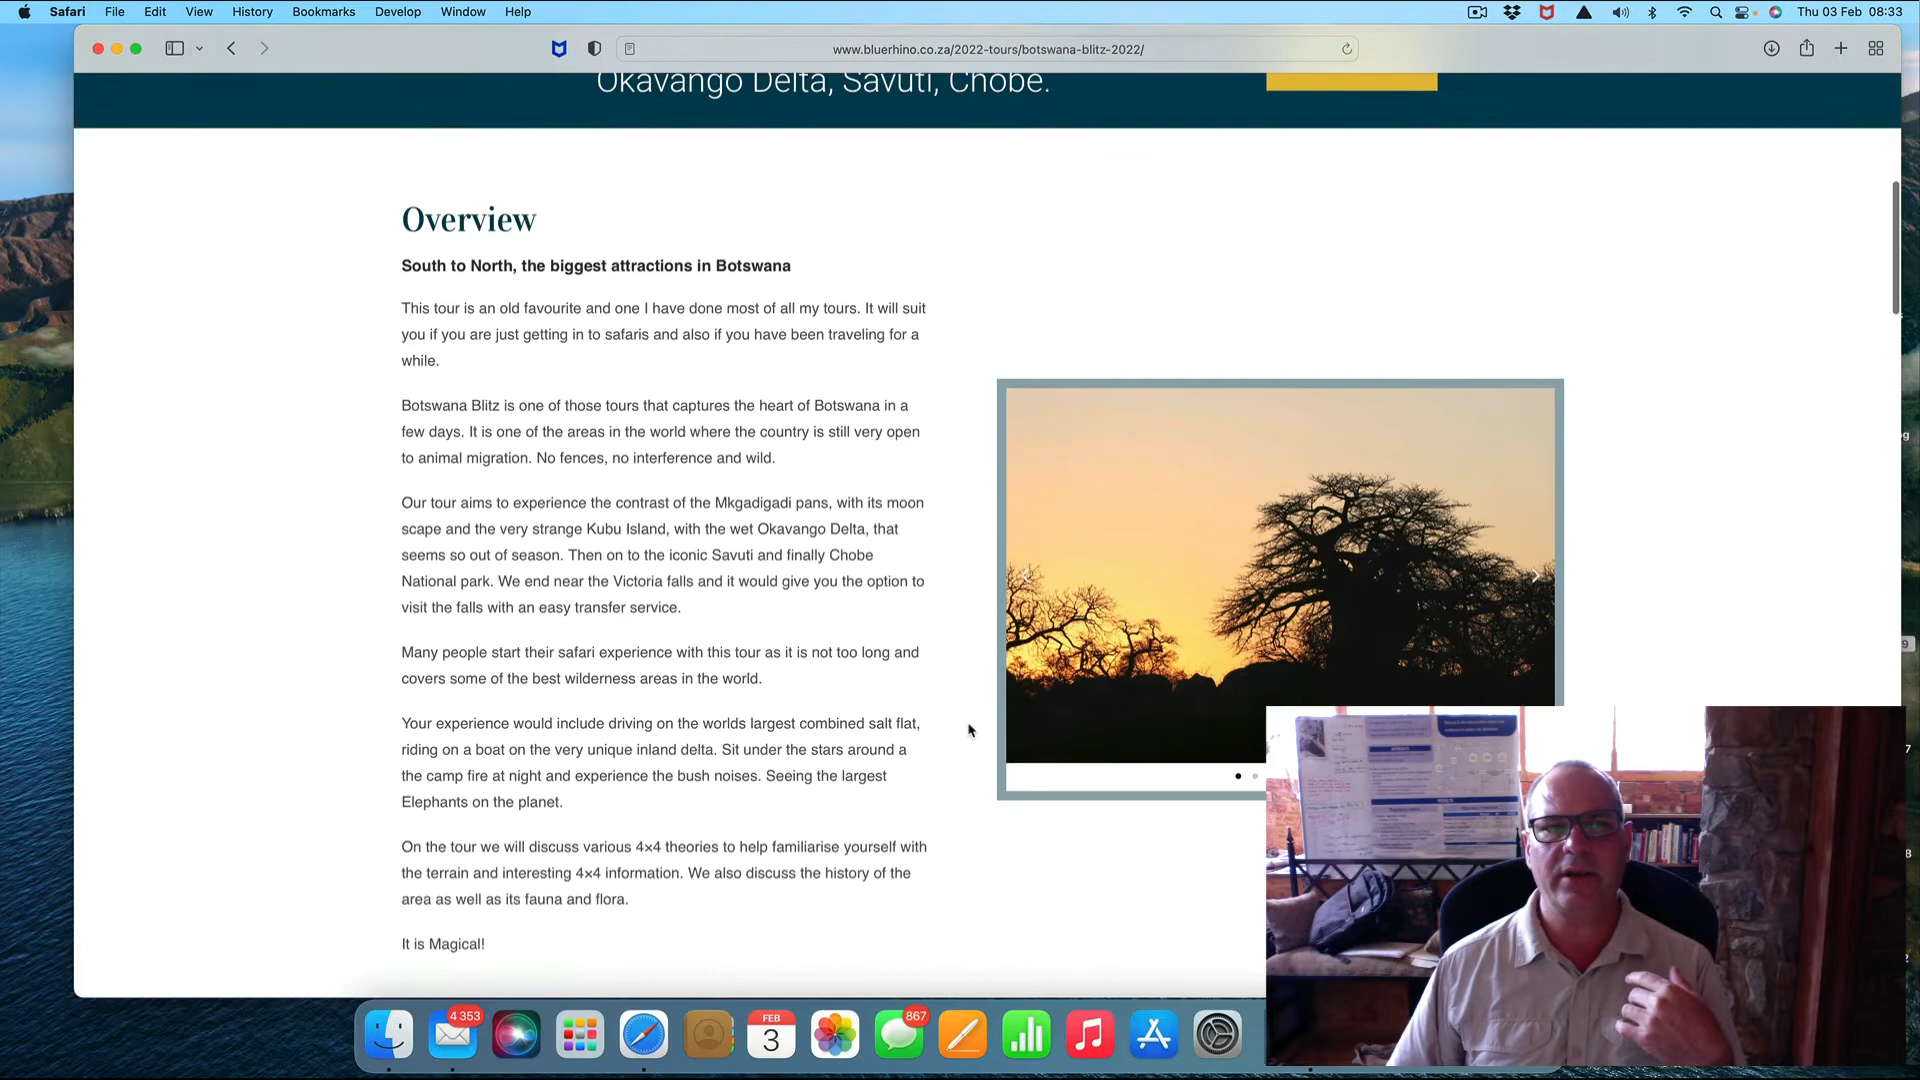 Safari File Edit View History Bookmarks Develop Window Help Thu 03 Feb 08:33
www.bluerhino.co.za/2022-tours/botswana-blitz-2022/
Okavango Delta, Savuti, Chobe.
Overview
South to North, the biggest attractions in Botswana
This tour is an old favourite and one I have done most of all my tours. It will suit
you if you are just getting in to safaris and also if you have been traveling for a
while.
Botswana Blitz is one of those tours that captures the heart of Botswana in a
few days. It is one of the areas in the world where the country is still very open
to animal migration. No fences, no interference and wild.
Our tour aims to experience the contrast of the Mkgadigadi pans, with its moon
scape and the very strange Kubu Island, with the wet Okavango Delta, that
seems so out of season. Then on to the iconic Savuti and finally Chobe
National park. We end near the Victoria falls and it would give you the option to
visit the falls with an easy transfer service.
Many people start their safari experience with this tour as it is not too long and
covers some of the best wilderness areas in the world.
Your experience would include driving on the worlds largest combined salt flat,
riding on a boat on the very unique inland delta. Sit under the stars around a
the camp fire at night and experience the bush noises. Seeing the largest
Elephants on the planet.
On the tour we will discuss various 4×4 theories to help familiarise yourself with
the terrain and interesting 4×4 information. We also discuss the history of the
area as well as its fauna and flora.
It is Magical!
4 353
FEB
3
867